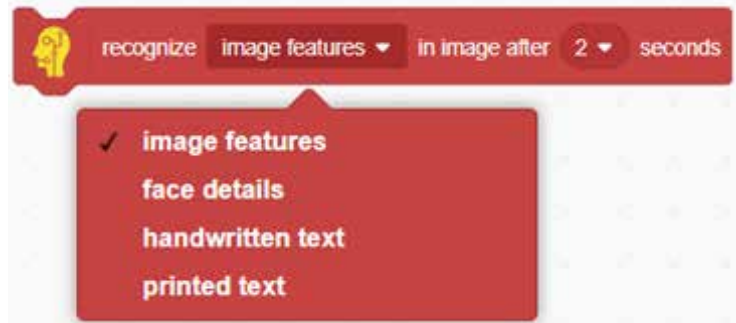 recognize image features in image after 2 seconds
image features
face details
handwritten text
printed text